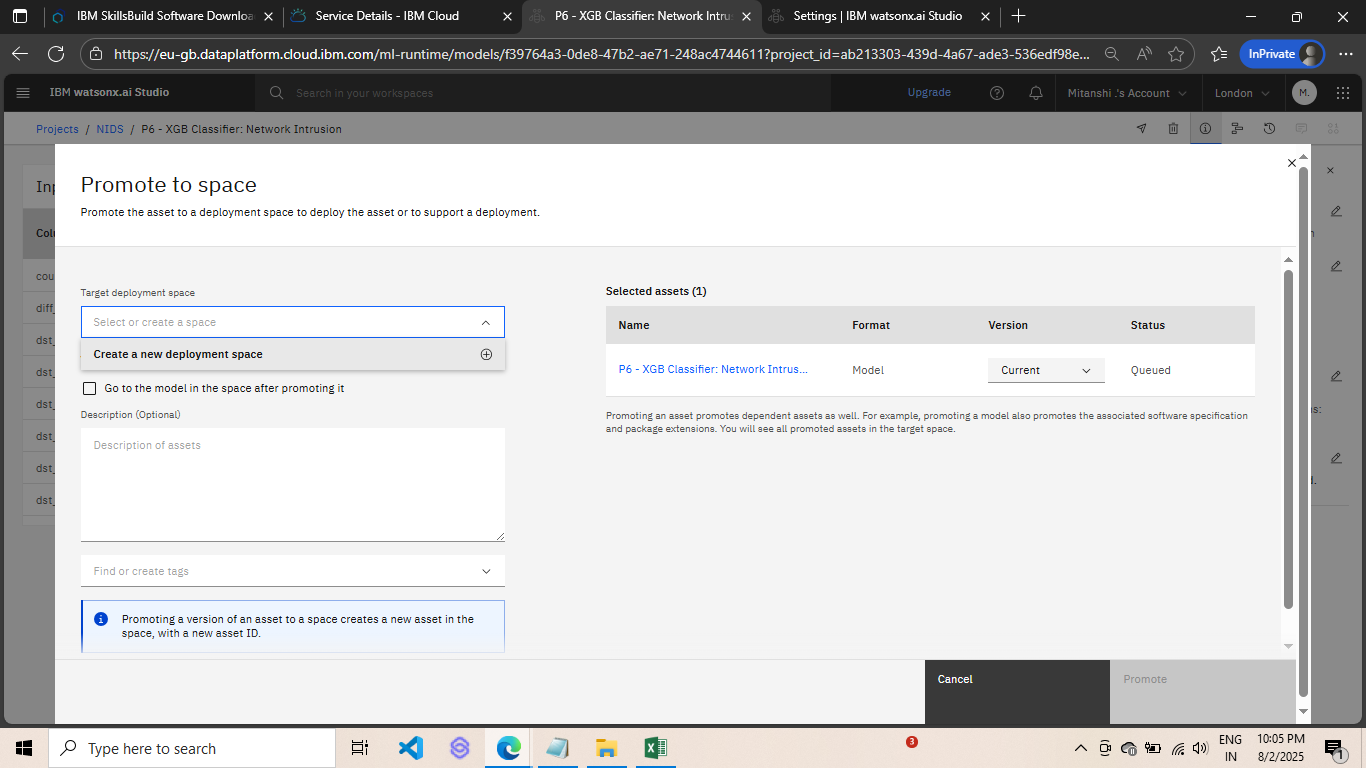 IBM SkillsBuild Software Downloa
Service Details - IBM Cloud
P6 - XGB Classifier: Network Intrus
Settings | IBM watsonx.ai Studio
https://eu-gb.dataplatform.cloud.ibm.com/ml-runtime/models/f39764a3-0de8-47b2-ae71-248ac4744611?project_id=ab213303-439d-4a67-ade3-536edf98e...
InPrivate
IBM watsonx.ai Studio
Search in your workspaces
Upgrade
Mitanshi .'s Account
London
M.
Projects / NIDS / P6 - XGB Classifier: Network Intrusion
Inp
Colu
cou
diff_
dst_
dst_
dst_
dst_
dst_
dst_
Promote to space
Promote the asset to a deployment space to deploy the asset or to support a deployment.
Target deployment space
Select or create a space
Create a new deployment space
Go to the model in the space after promoting it
Description (Optional)
Description of assets
Find or create tags
Promoting a version of an asset to a space creates a new asset in the
space, with a new asset ID.
Selected assets (1)
Name Format Version Status
P6 - XGB Classifier: Network Intrus... Model Current Queued
Promoting an asset promotes dependent assets as well. For example, promoting a model also promotes the associated software specification
and package extensions. You will see all promoted assets in the target space.
Cancel
Promote
Type here to search
3
ENG
IN
10:05 PM
8/2/2025
1